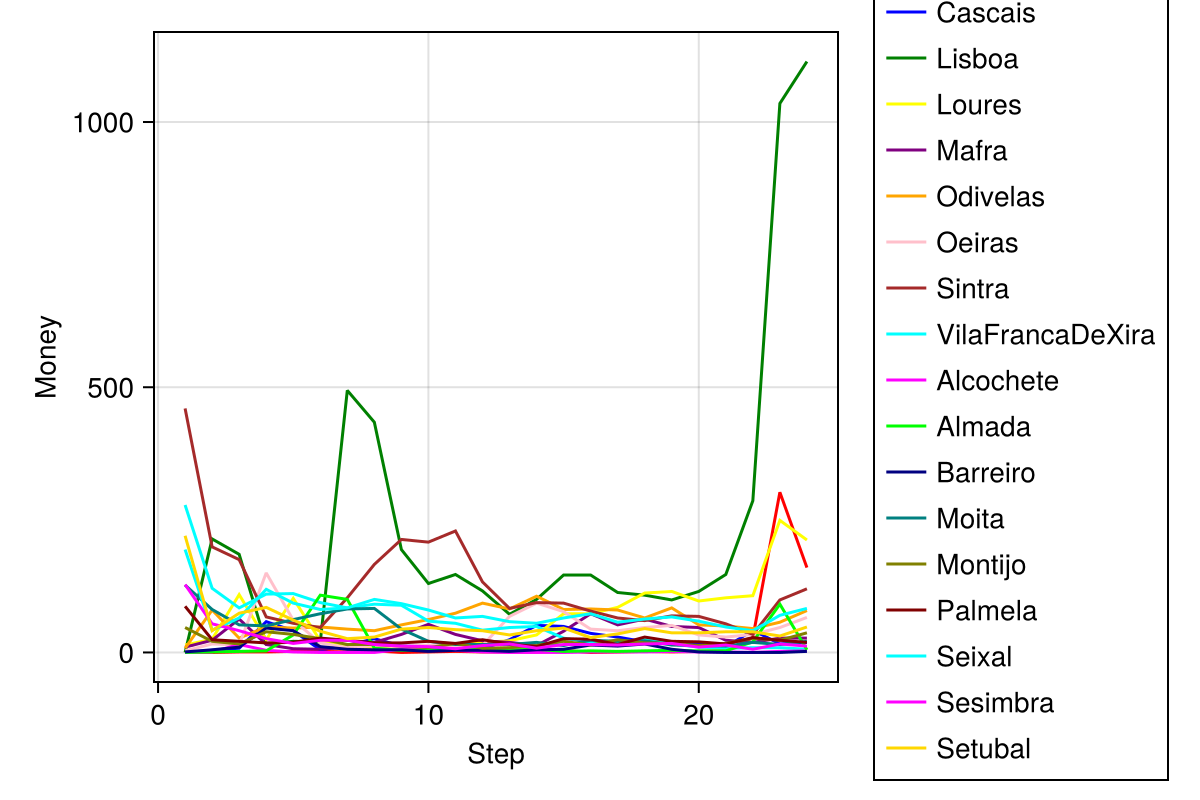 Money
1000
500
0
0
10
20
Step
Cascais
Lisboa
Loures
Mafra
Odivelas
Oeiras
Sintra
VilaFrancaDeXira
Alcochete
Almada
Barreiro
Moita
Montijo
Palmela
Seixal
Sesimbra
Setubal